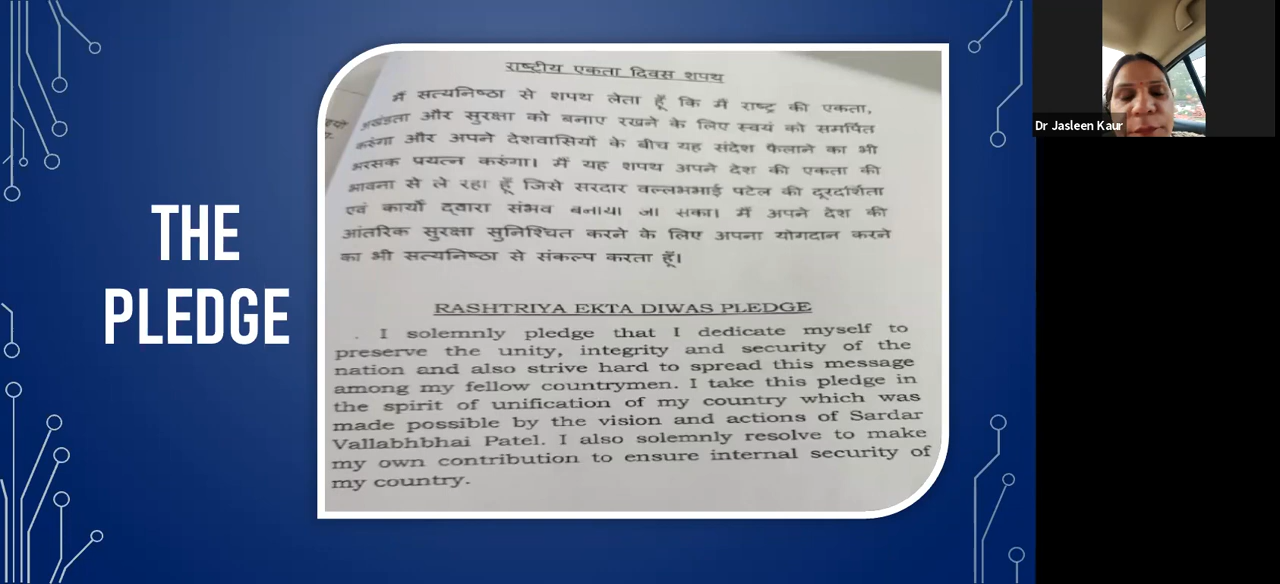 THE
PLEDGE
राष्ट्रीय एकता दिवस शपथ
मैं सत्यनिष्ठा से शपथ लेता हूँ कि मैं राष्ट्र की एकता,
अखंडता और सुरक्षा को बनाए रखने के लिए स्वयं को समर्पित
करुंगा और अपने देशवासियों के बीच यह संदेश फैलाने का भी
भरसक प्रयत्न करुंगा। मैं यह शपथ अपने देश की एकता की
भावना से ले रहा हूँ जिसे सरदार वल्लभभाई पटेल की दूरदर्शिता
एवं कार्यों द्वारा संभव बनाया जा सका। मैं अपने देश की
आंतरिक सुरक्षा सुनिश्चित करने के लिए अपना योगदान करने
का भी सत्यनिष्ठा से संकल्प करता हूँ।
RASHTRIYA EKTA DIWAS PLEDGE
I solemnly pledge that I dedicate myself to
preserve the unity, integrity and security of the
nation and also strive hard to spread this message
among my fellow countrymen. I take this pledge in
the spirit of unification of my country which was
made possible by the vision and actions of Sardar
Vallabhbhai Patel. I also solemnly resolve to make
my own contribution to ensure internal security of
my country.
Dr Jasleen Kaur